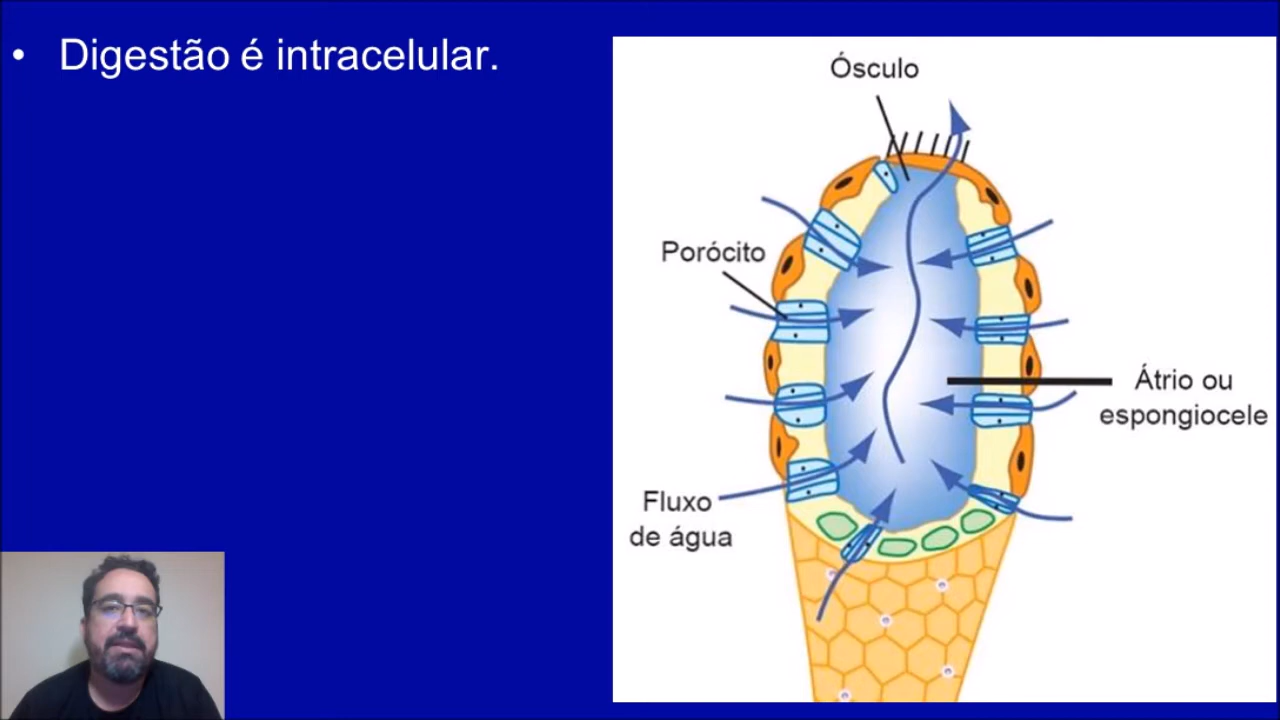 • Digestão é intracelular.
Ósculo
Porócito
Átrio ou
espongiocele
Fluxo
de água